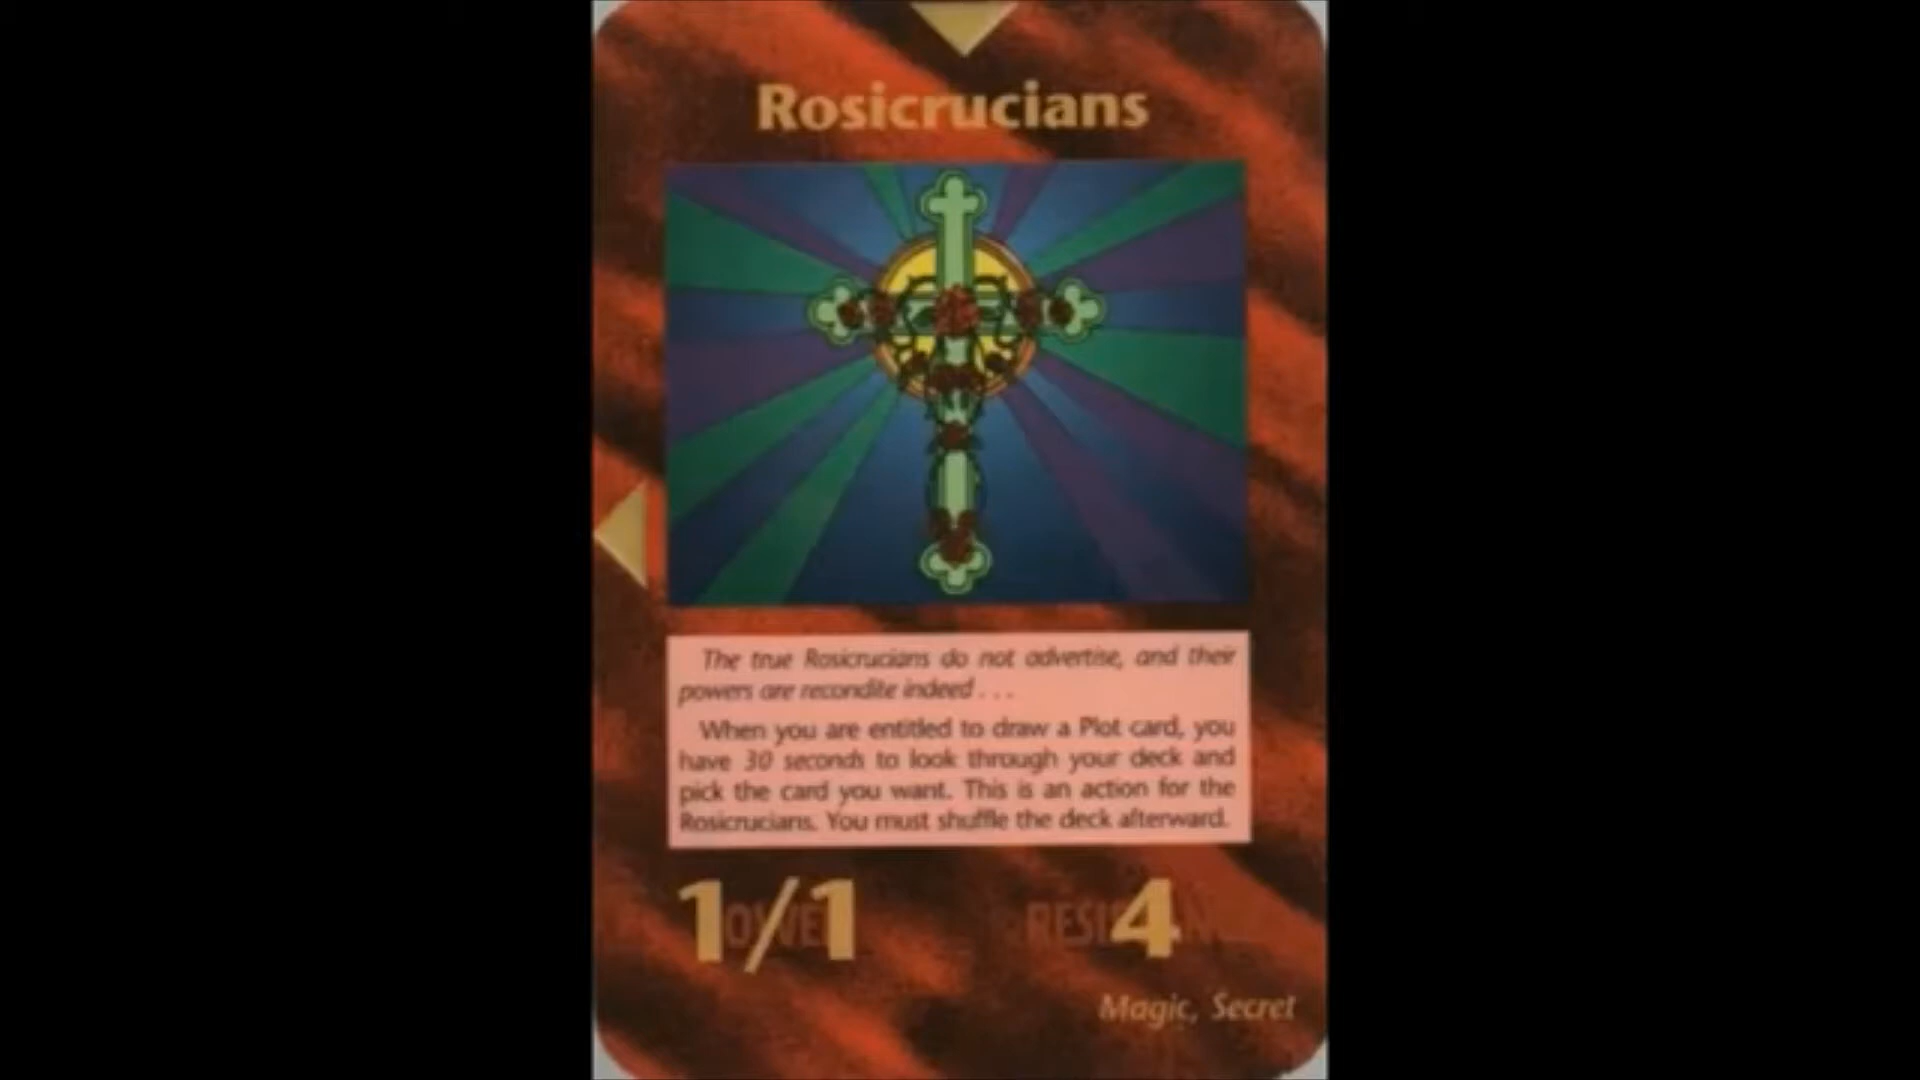 Rosicrucians
The true Rosicrucians do not advertise, and their
powers are recondite indeed . . .
When you are entitled to draw a Plot card, you
have 30 seconds to look through your deck and
pick the card you want. This is an action for the
Rosicrucians. You must shuffle the deck afterward.
1/1 4
Magic, Secret